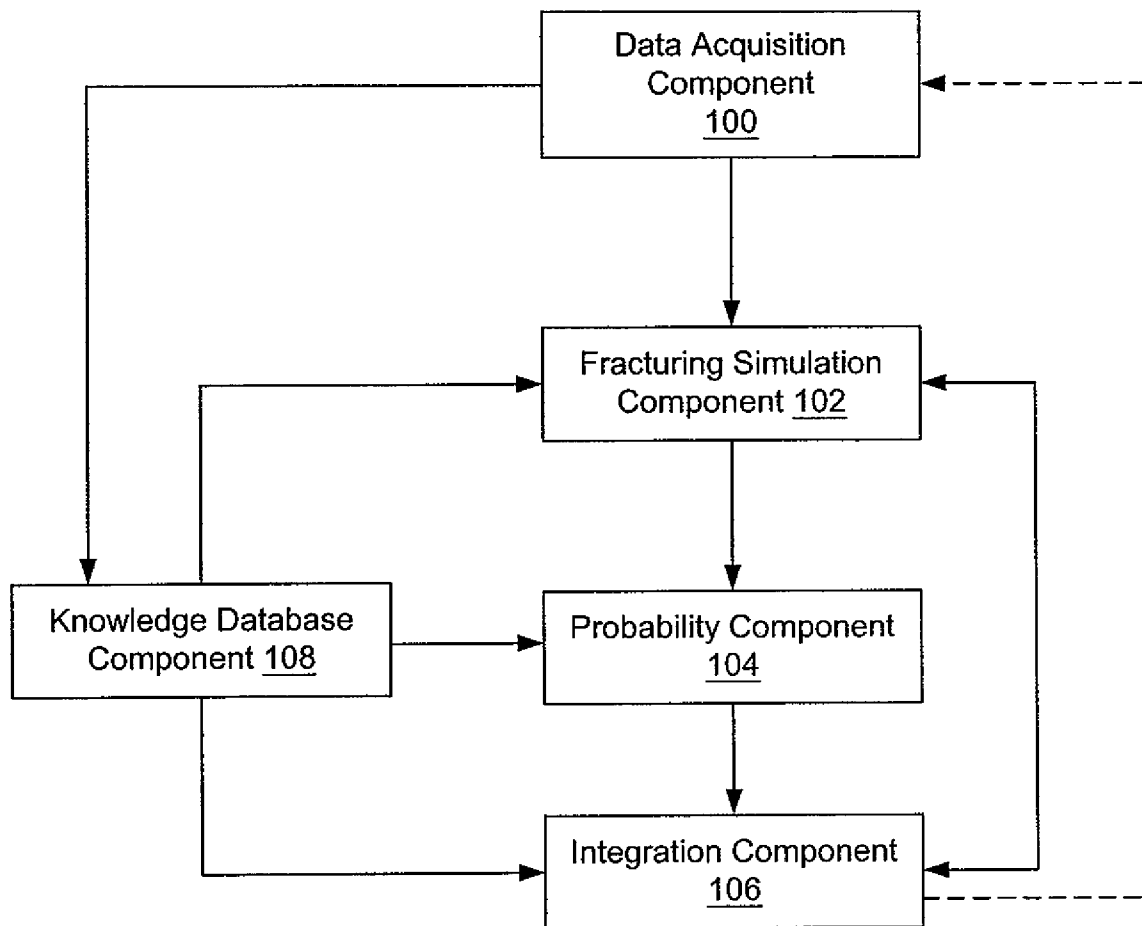 Data Acquisition
Component
100
Fracturing Simulation
Component 102
Knowledge Database
Component 108
Probability Component
104
Integration Component
106